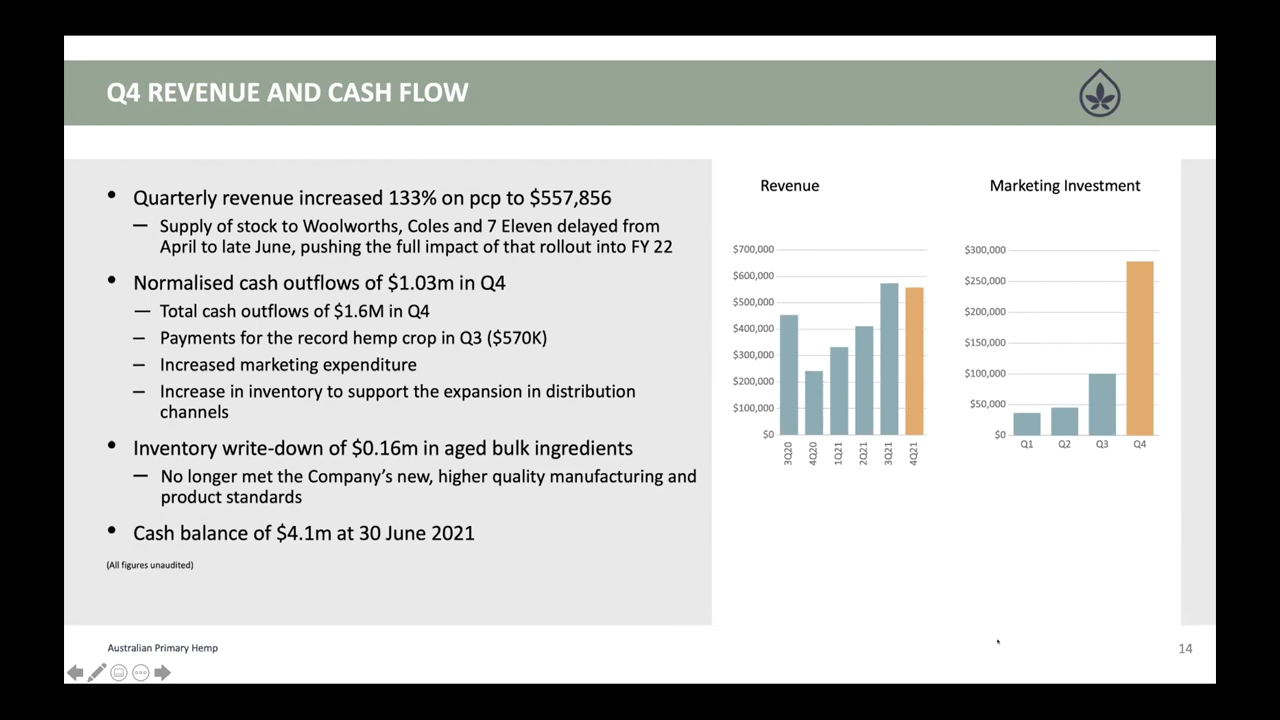 Q4 REVENUE AND CASH FLOW
• Quarterly revenue increased 133% on pcp to $557,856
– Supply of stock to Woolworths, Coles and 7 Eleven delayed from
April to late June, pushing the full impact of that rollout into FY 22
• Normalised cash outflows of $1.03m in Q4
– Total cash outflows of $1.6M in Q4
– Payments for the record hemp crop in Q3 ($570K)
– Increased marketing expenditure
– Increase in inventory to support the expansion in distribution
channels
• Inventory write-down of $0.16m in aged bulk ingredients
– No longer met the Company's new, higher quality manufacturing and
product standards
• Cash balance of $4.1m at 30 June 2021
(All figures unaudited)
Revenue
$700,000
$600,000
$500,000
$400,000
$300,000
$200,000
$100,000
$0
3Q20
4Q20
1Q21
2Q21
3Q21
4Q21
Marketing Investment
$300,000
$250,000
$200,000
$150,000
$100,000
$50,000
$0
Q1
Q2
Q3
Q4
Australian Primary Hemp
14